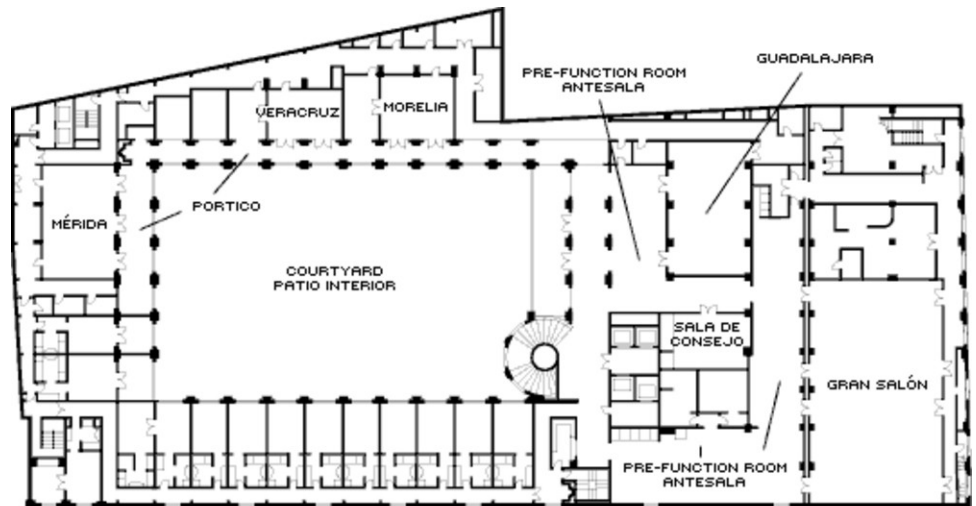 GUADALAJARA
PRE-FUNCTION ROOM
ANTESALA
VERACRUZ
MORELIA
PORTICO
MÉRIDA
COURTYARD
PATIO INTERIOR
SALA DE
CONSEJO
GRAN SALÓN
PRE-FUNCTION ROOM
ANTESALA